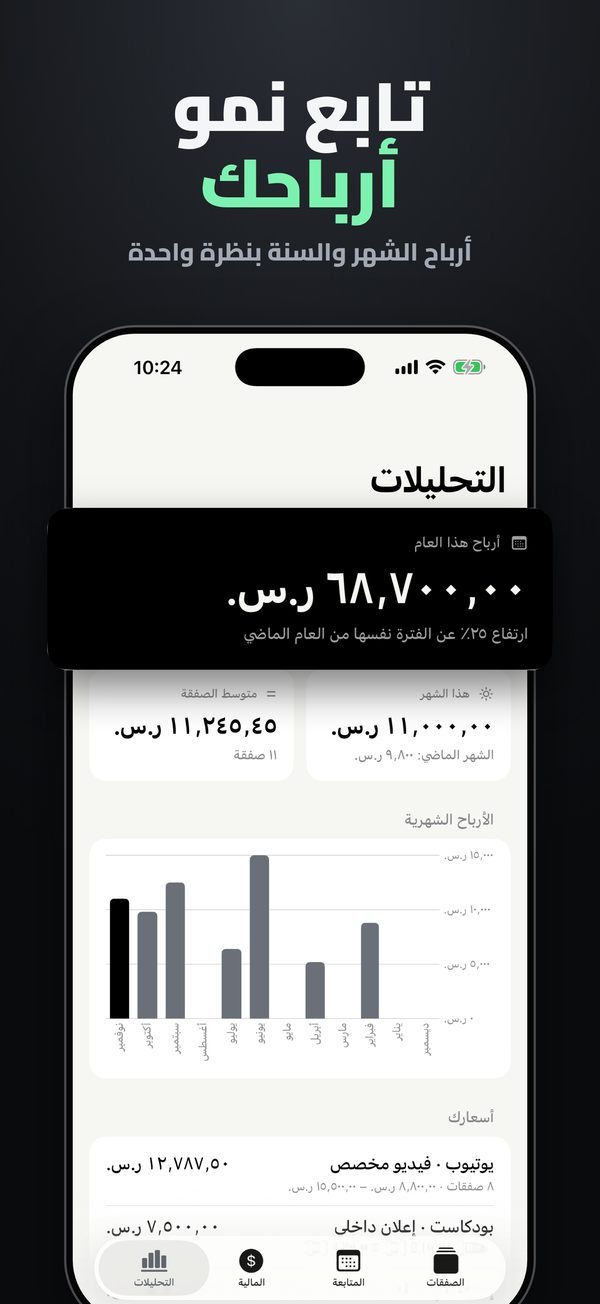 تابع نمو
أرباحك
أرباح الشهر والسنة بنظرة واحدة
10:24
التحليلات
أرباح هذا العام
٦٨,٧٠٠,٠٠ ر.س.
ارتفاع ٢٥٪ عن الفترة نفسها من العام الماضي
هذا الشهر
١١,٠٠٠,٠٠ ر.س.
الشهر الماضي: ٩,٨٠٠ ر.س.
متوسط الصفقة
١١,٢٤٥,٤٥ ر.س.
١١ صفقة
الأرباح الشهرية
١٥,٠٠٠ ر.س.
١٠,٠٠٠ ر.س.
٥,٠٠٠ ر.س.
٠ ر.س.
ديسمبر
يناير
فبراير
مارس
أبريل
مايو
يونيو
يوليو
أغسطس
سبتمبر
أكتوبر
نوفمبر
أسعارك
يوتيوب · فيديو مخصص
١٢,٧٨٧,٥٠ ر.س.
٨ صفقات · ٨,٨٠٠,٠٠ ر.س. – ١٥,٥٠٠,٠٠ ر.س.
بودكاست · إعلان داخلي
٧,٥٠٠,٠٠ ر.س.
الصفقات
المتابعة
المالية
التحليلات